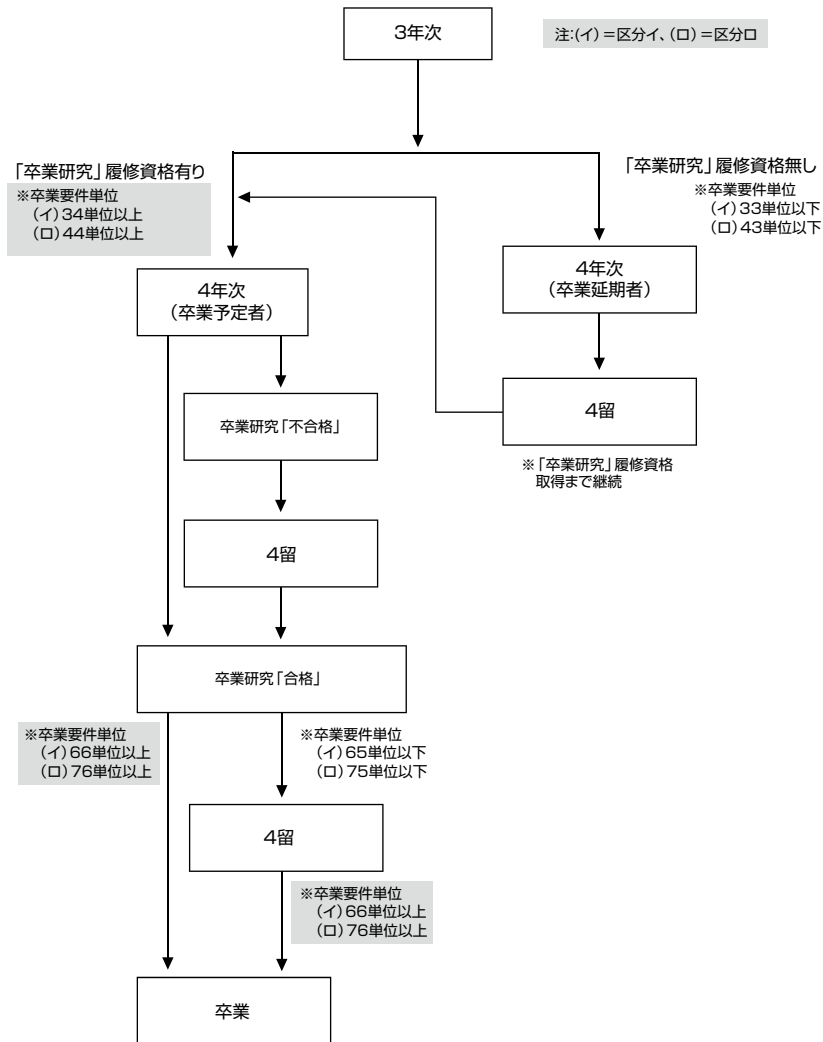 3年次
注:(イ)=区分イ、(ロ)=区分ロ
「卒業研究」履修資格有り
※卒業要件単位
(イ)34単位以上
(ロ)44単位以上
「卒業研究」履修資格無し
※卒業要件単位
(イ)33単位以下
(ロ)43単位以下
4年次
(卒業予定者)
4年次
(卒業延期者)
卒業研究「不合格」
4留
※「卒業研究」履修資格
取得まで継続
4留
卒業研究「合格」
※卒業要件単位
(イ)66単位以上
(ロ)76単位以上
※卒業要件単位
(イ)65単位以下
(ロ)75単位以下
4留
※卒業要件単位
(イ)66単位以上
(ロ)76単位以上
卒業